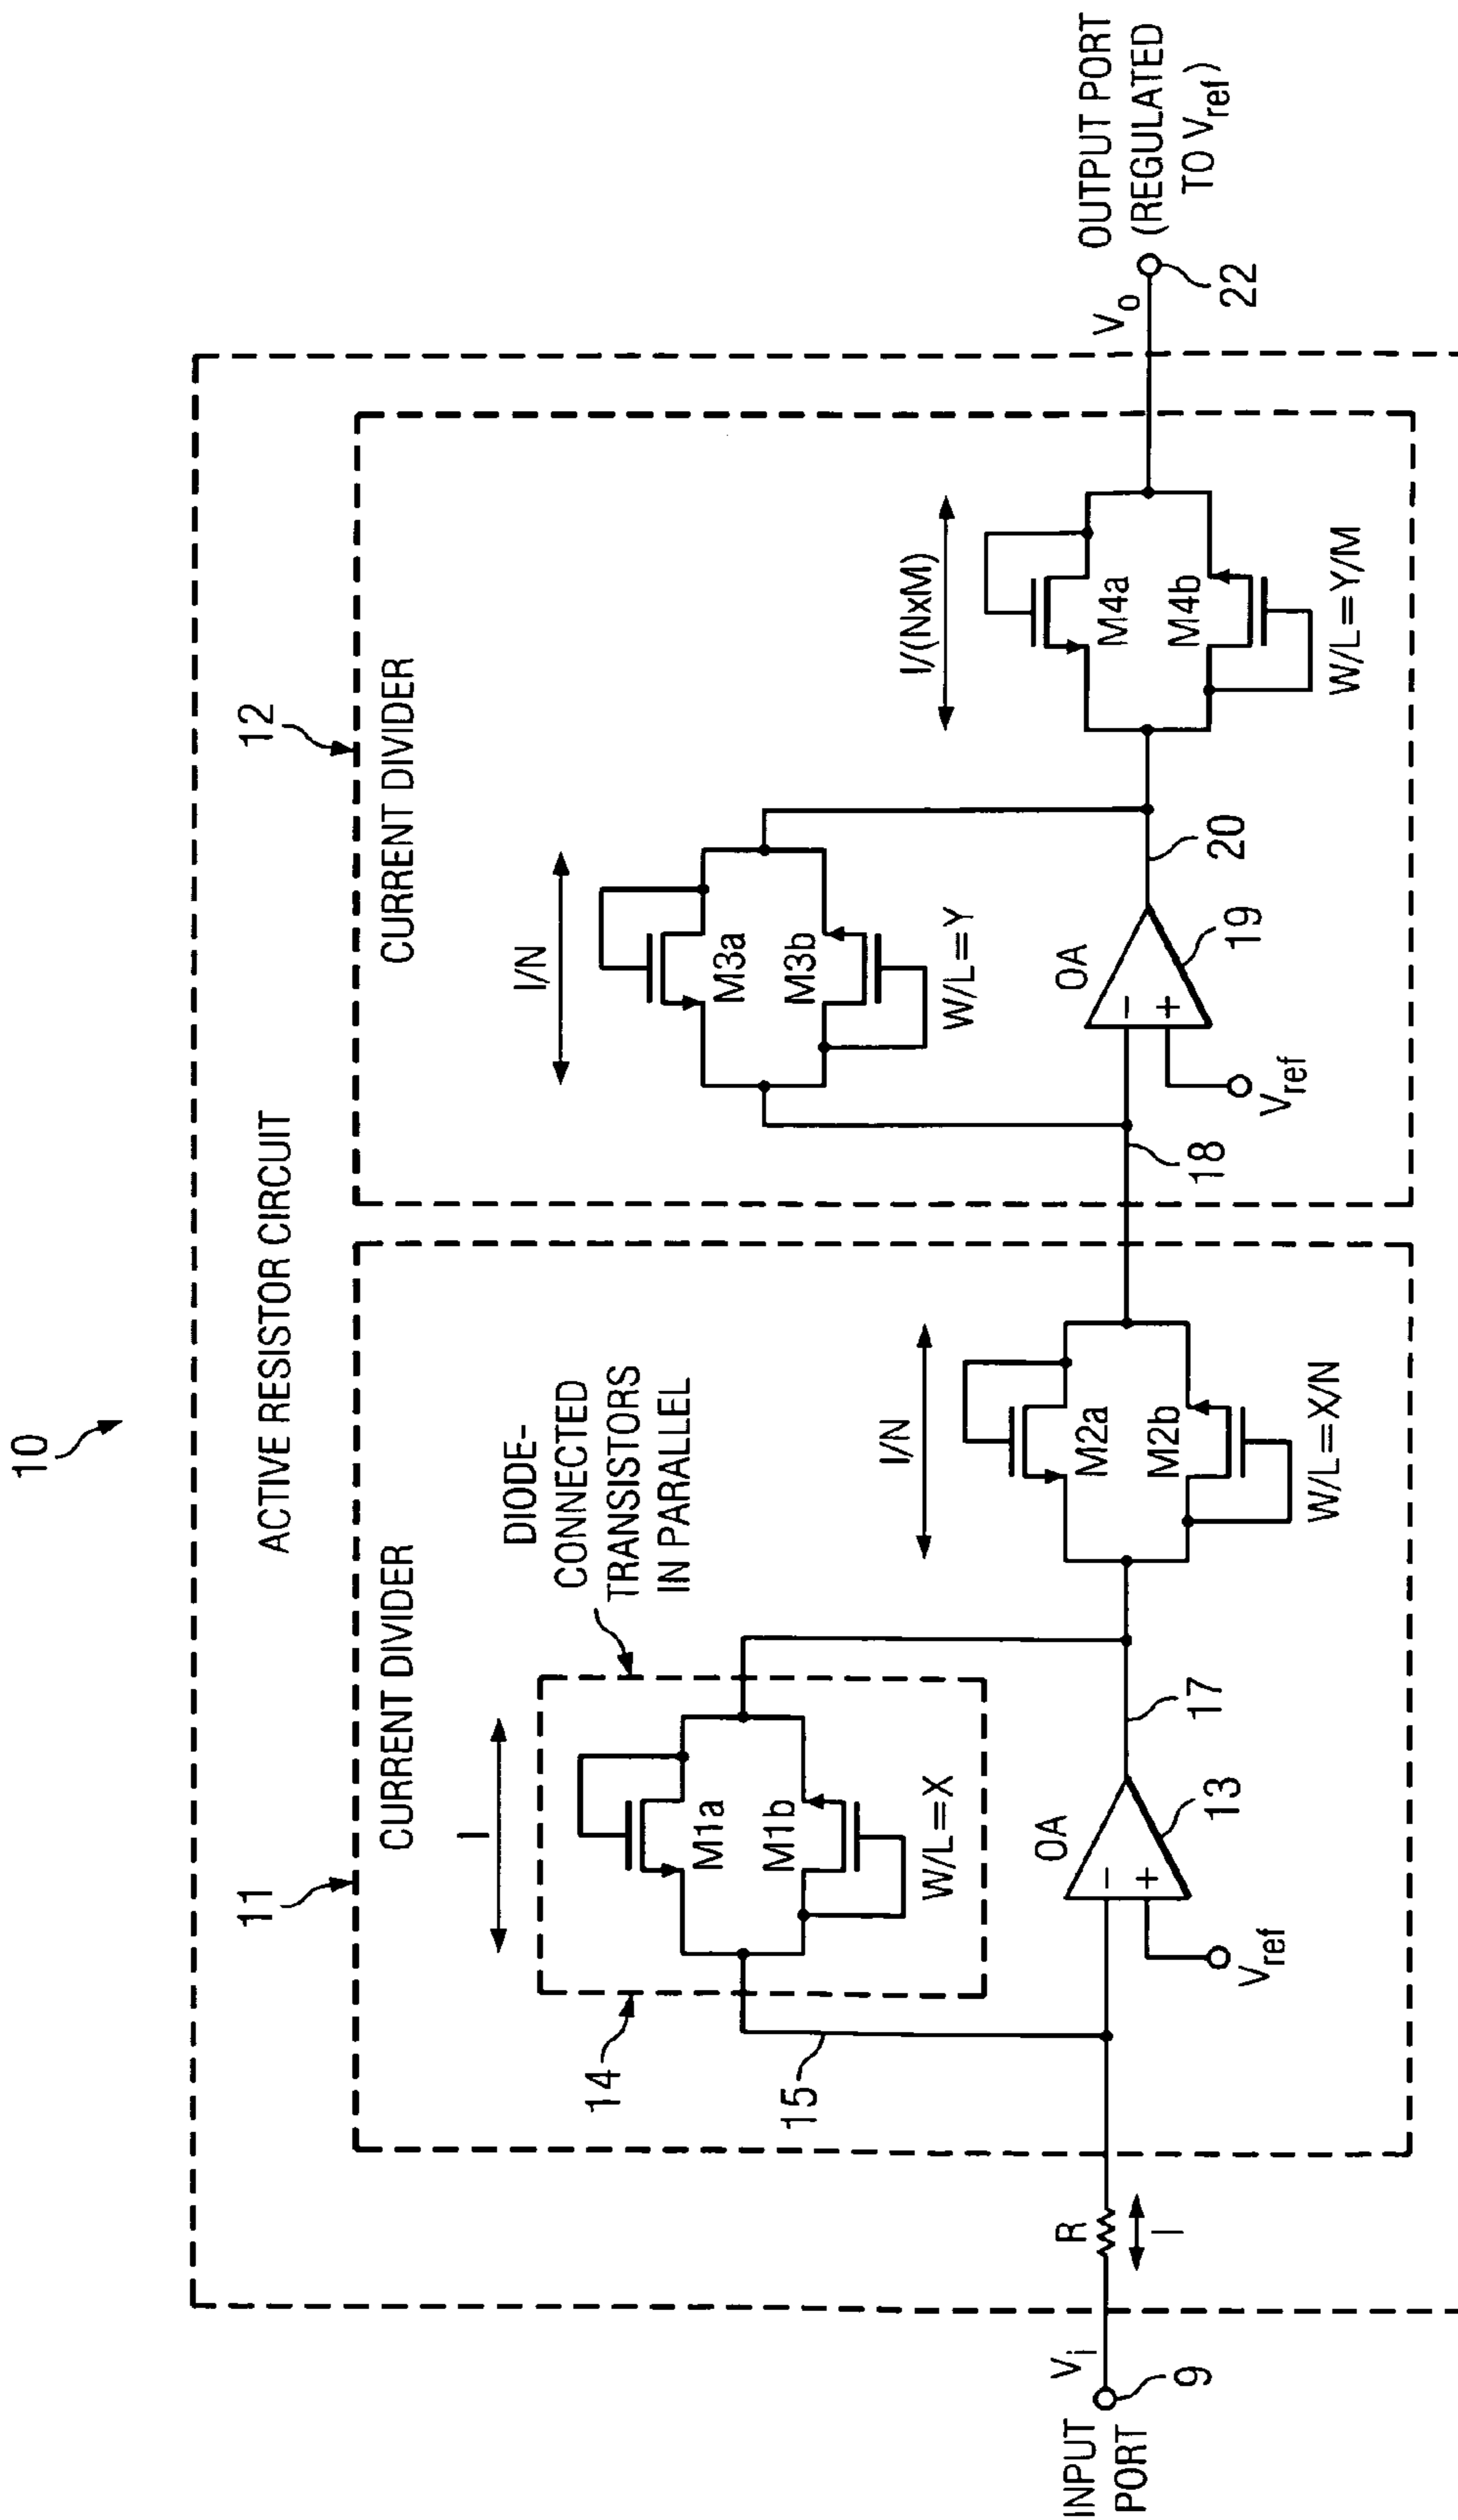 10
ACTIVE RESISTOR CIRCUIT
11
CURRENT DIVIDER
12
CURRENT DIVIDER
I
DIODE-
CONNECTED
TRANSISTORS
IN PARALLEL
14
M1a
M1b
W/L=X
15
I/N
M2a
M2b
W/L=X/N
I/N
M3a
M3b
W/L=Y
I/(NxM)
M4a
M4b
W/L=Y/M
INPUT
PORT
Vi
9
R
I
OA
−
+
13
Vref
17
18
OA
−
+
19
Vref
20
Vo
22
OUTPUT PORT
(REGULATED
TO Vref)